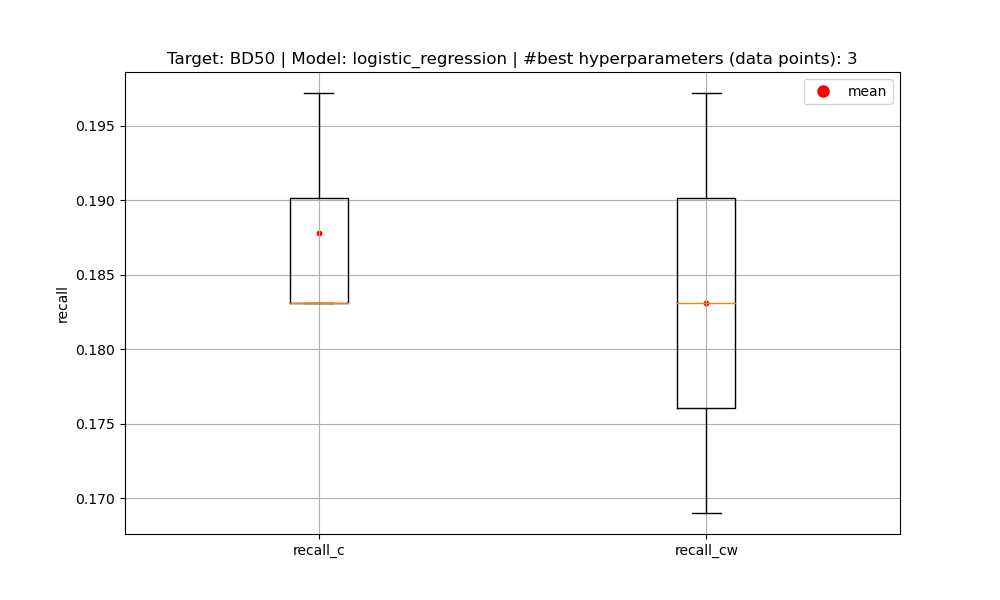 Target: BD50 | Model: logistic_regression | #best hyperparameters (data points): 3
mean
0.195
0.190
0.185
0.180
0.175
0.170
recall
recall_c
recall_cw